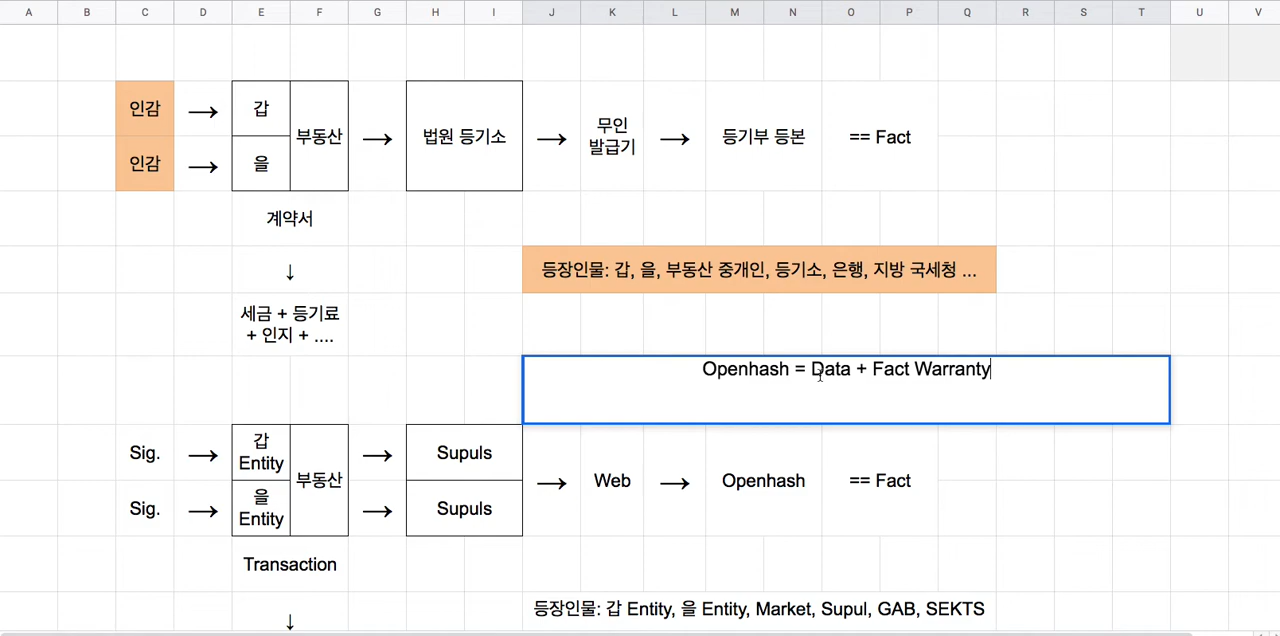 A B C D E F G H I J K L M N O P Q R S T U V
인감 → 갑
부동산 → 법원 등기소 → 무인
발급기 → 등기부 등본 == Fact
인감 → 을
계약서
↓
등장인물: 갑, 을, 부동산 중개인, 등기소, 은행, 지방 국세청 ...
세금 + 등기료
+ 인지 + ....
Openhash = Data + Fact Warranty
Sig. → 갑
Entity
부동산 → Supuls
→ Web → Openhash == Fact
Sig. → 을
Entity
→ Supuls
Transaction
↓
등장인물: 갑 Entity, 을 Entity, Market, Supul, GAB, SEKTS